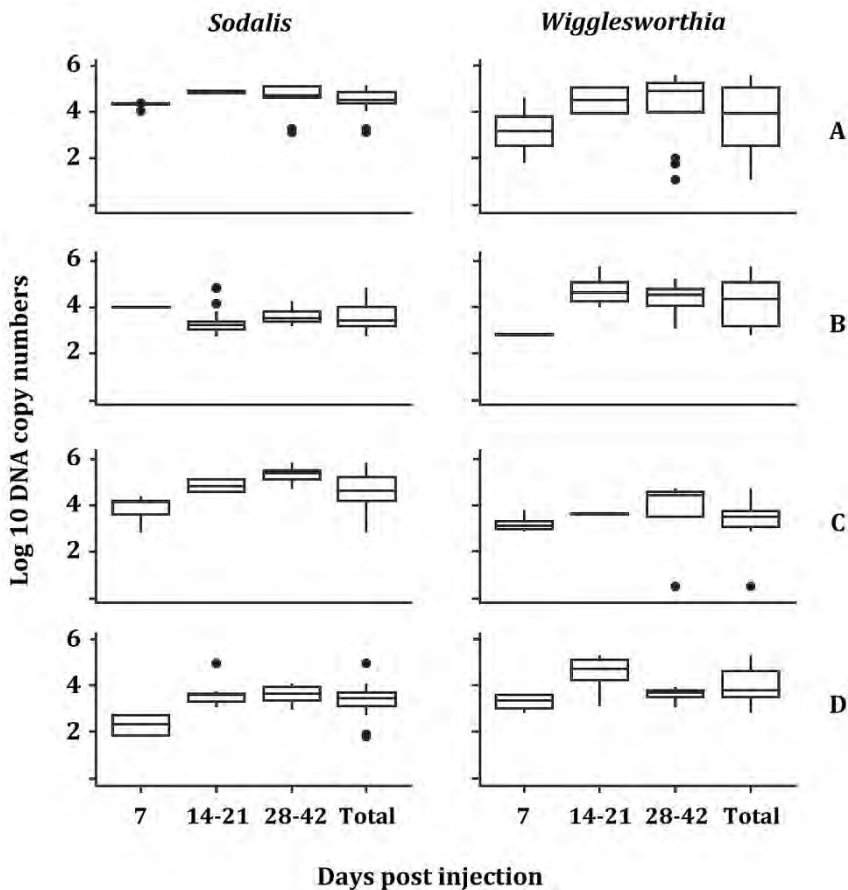 Sodalis
Wigglesworthia
6
4
2
A
6
4
2
B
6
4
2
C
6
4
2
D
Log 10 DNA copy numbers
7 14-21 28-42 Total
7 14-21 28-42 Total
Days post injection